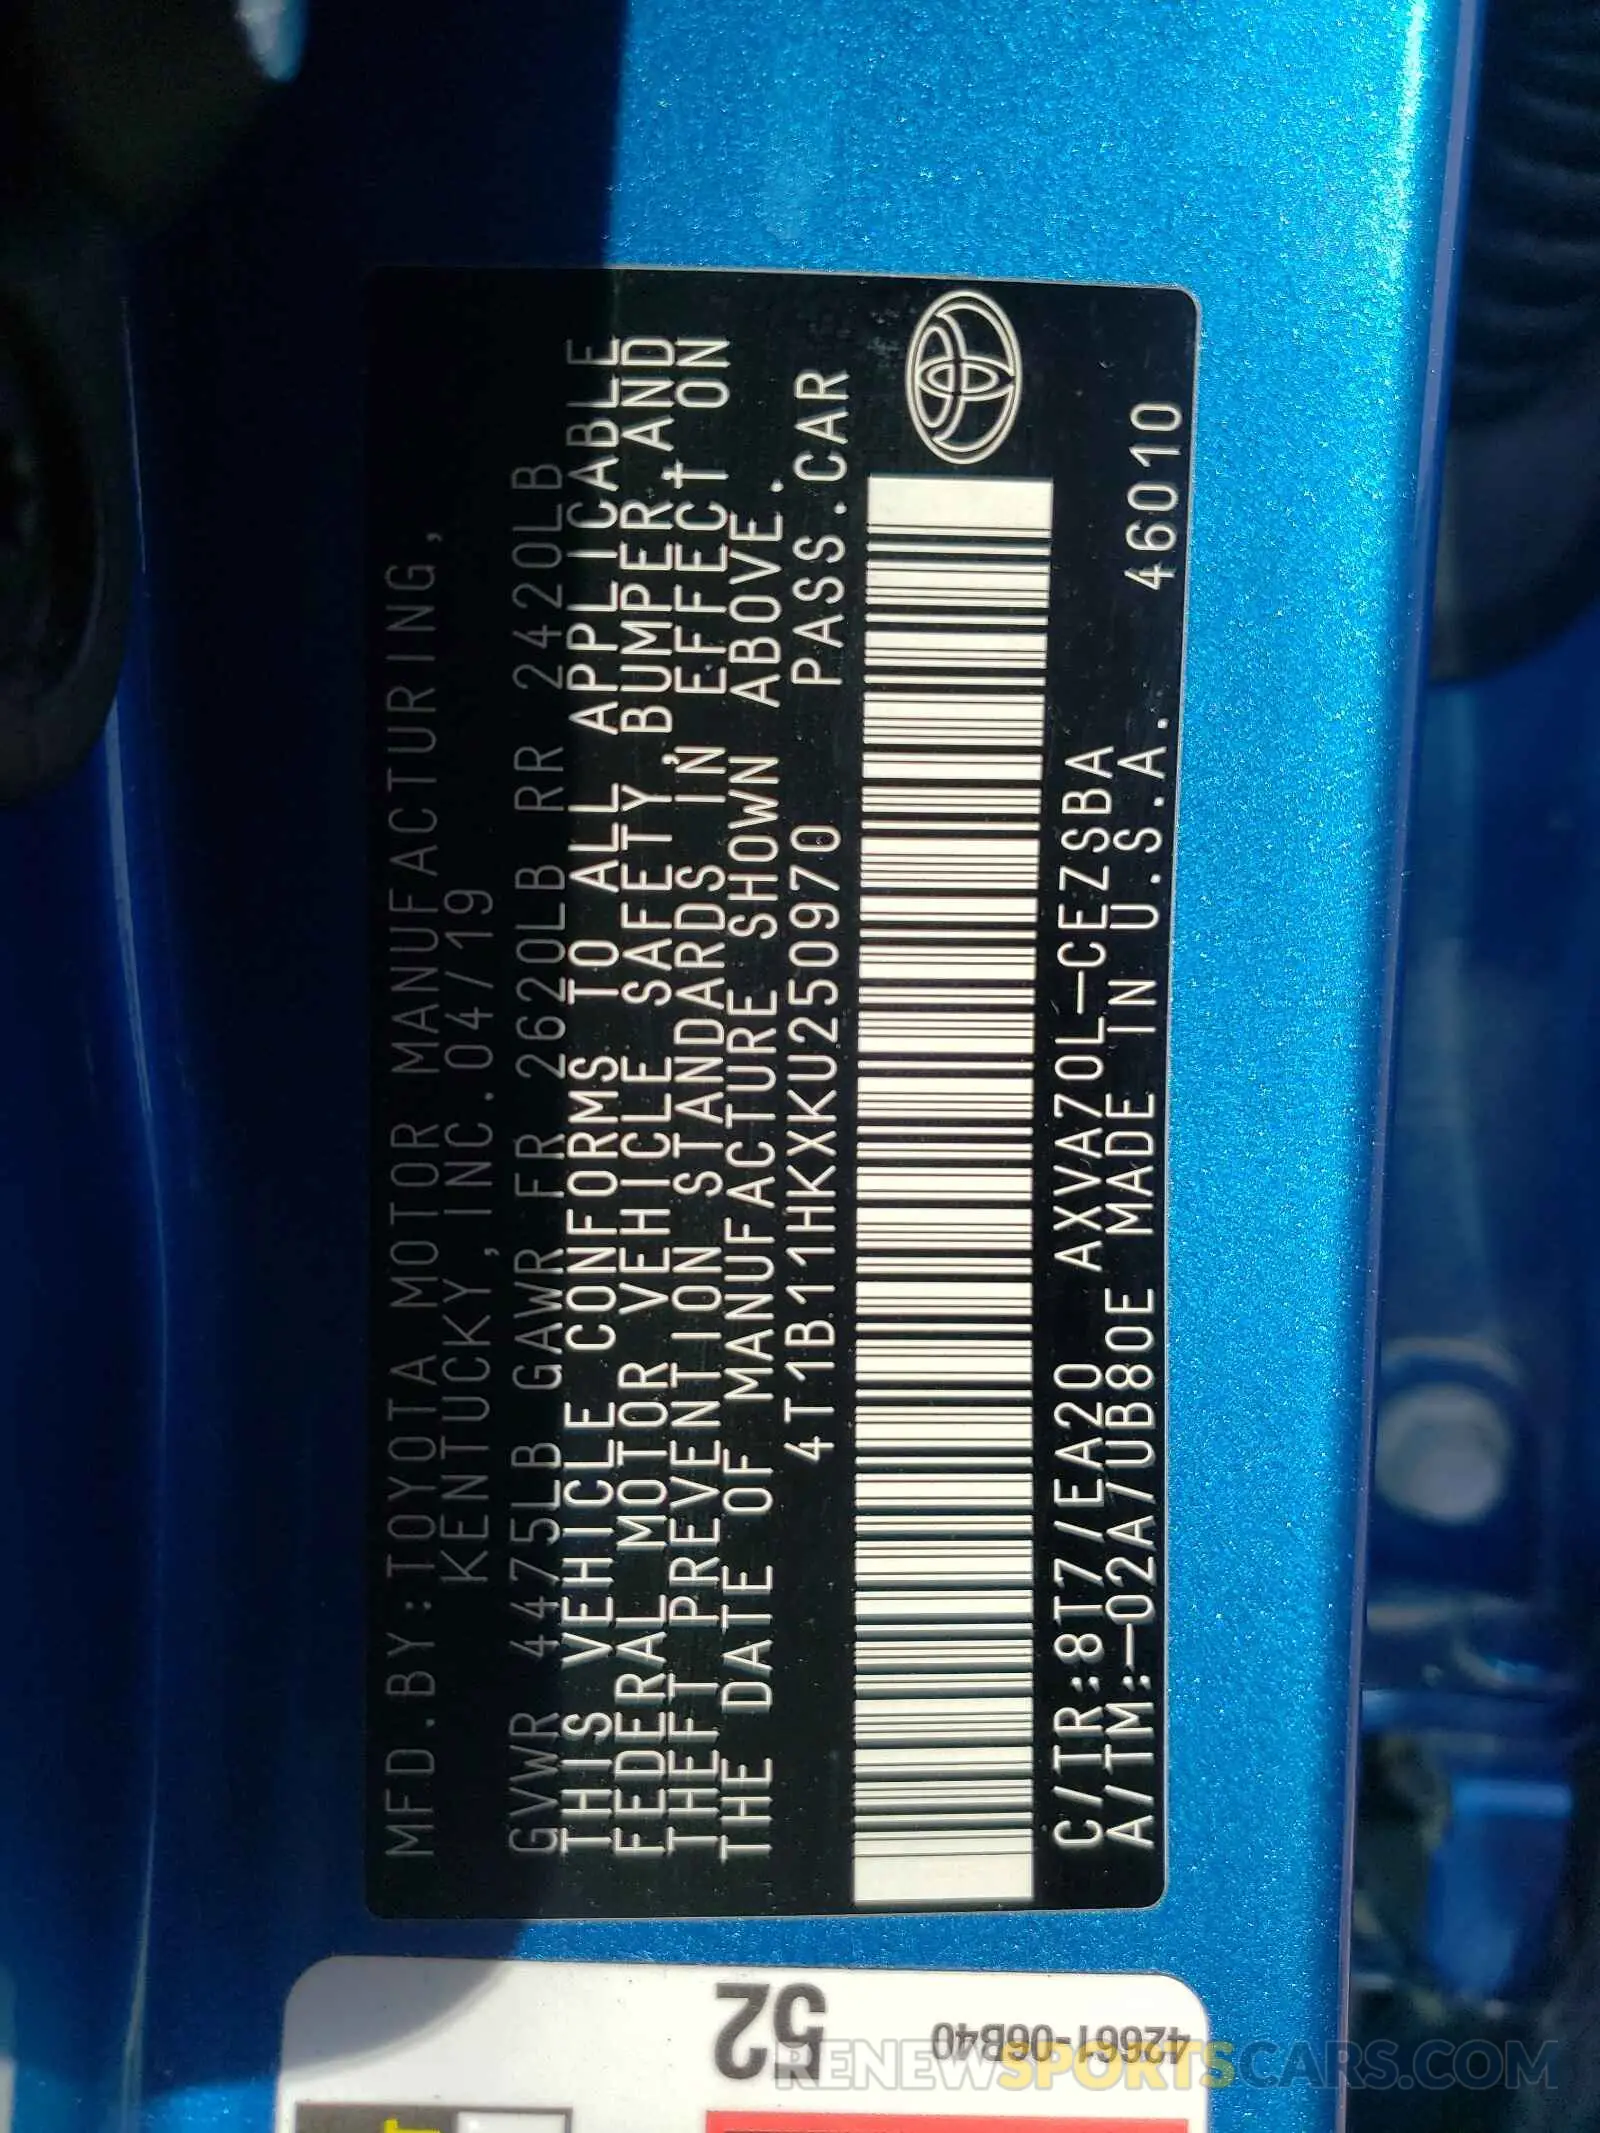 MFD.BY:TOYOTA MOTOR MANUFACTURING,
KENTUCKY, INC.04/19
GVWR 4475LB GAWR FR 2620LB RR 2420LB
THIS VEHICLE CONFORMS TO ALL APPLICABLE
FEDERAL MOTOR VEHICLE SAFETY, BUMPER, AND
THEFT PREVENTION STANDARDS IN EFFECT ON
THE DATE OF MANUFACTURE SHOWN ABOVE.
4T1B11HKXKU250970 PASS.CAR
C/TR:8T7/EA20 AXVA70L-CEZSBA 46010
A/TM:-02A/UB80E MADE IN U.S.A.
52
42661-06B40
RENEWSPORTSCARS.COM